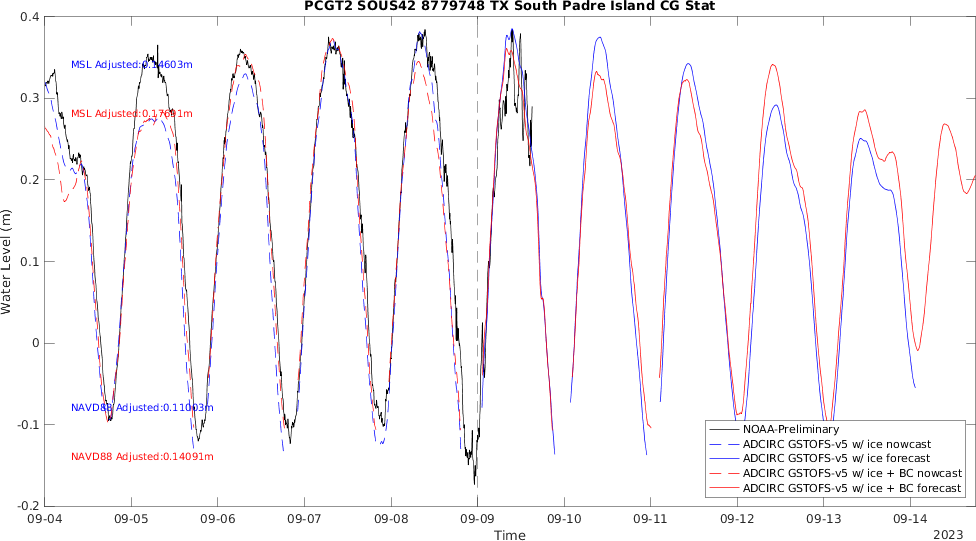 PCGT2 SOUS42 8779748 TX South Padre Island CG Stat
0.4
0.3
0.2
0.1
0
-0.1
-0.2
Water Level (m)
MSL Adjusted:0.14603m
MSL Adjusted:0.17691m
NAVD88 Adjusted:0.11003m
NAVD88 Adjusted:0.14091m
NOAA-Preliminary
ADCIRC GSTOFS-v5 w/ ice nowcast
ADCIRC GSTOFS-v5 w/ ice forecast
ADCIRC GSTOFS-v5 w/ ice + BC nowcast
ADCIRC GSTOFS-v5 w/ ice + BC forecast
09-04 09-05 09-06 09-07 09-08 09-09 09-10 09-11 09-12 09-13 09-14
Time
2023